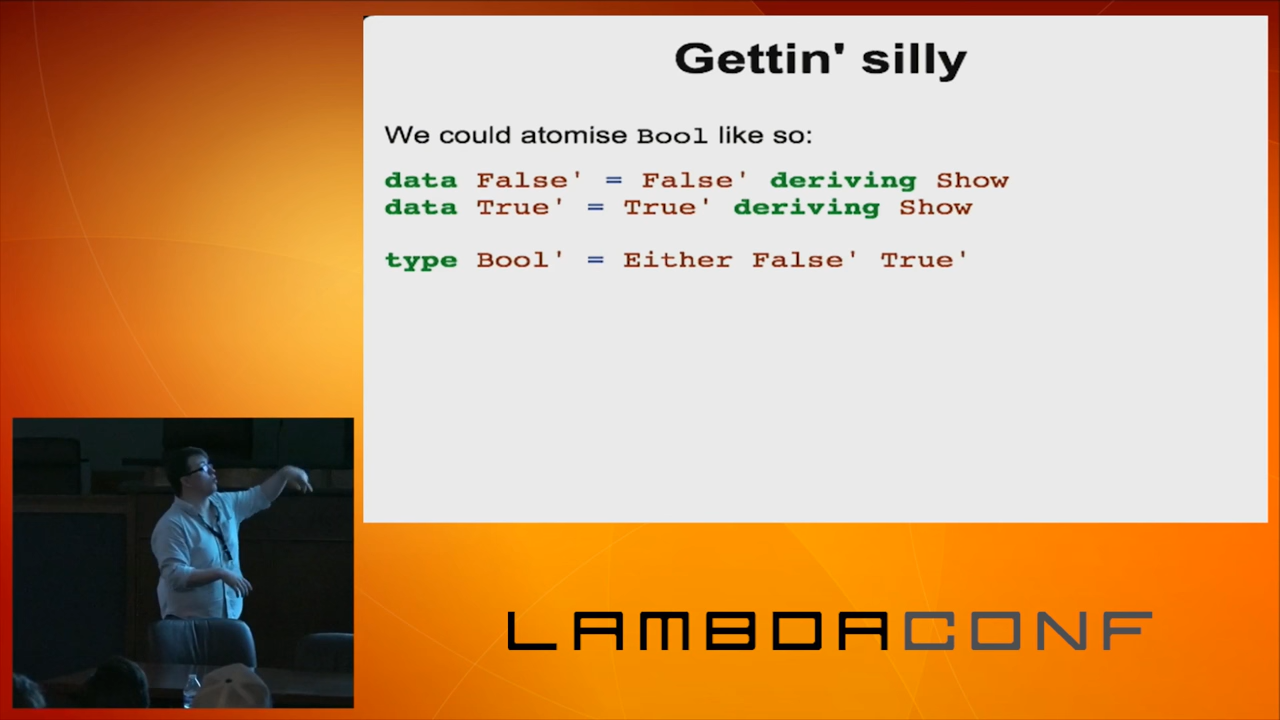 Gettin' silly
We could atomise Bool like so:
data False' = False' deriving Show
data True' = True' deriving Show
type Bool' = Either False' True'
LAMBDACONF